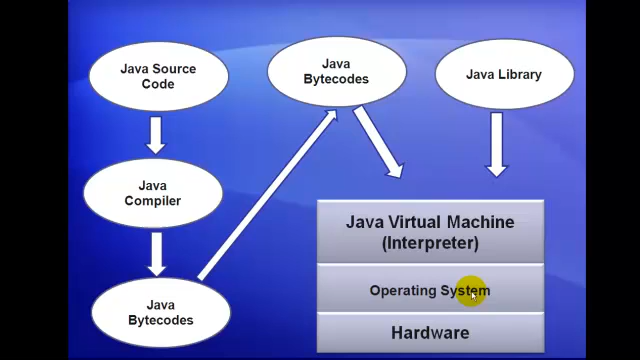 Java Source
Code
Java
Bytecodes
Java Library
Java
Compiler
Java Virtual Machine
(Interpreter)
Operating System
Java
Bytecodes
Hardware